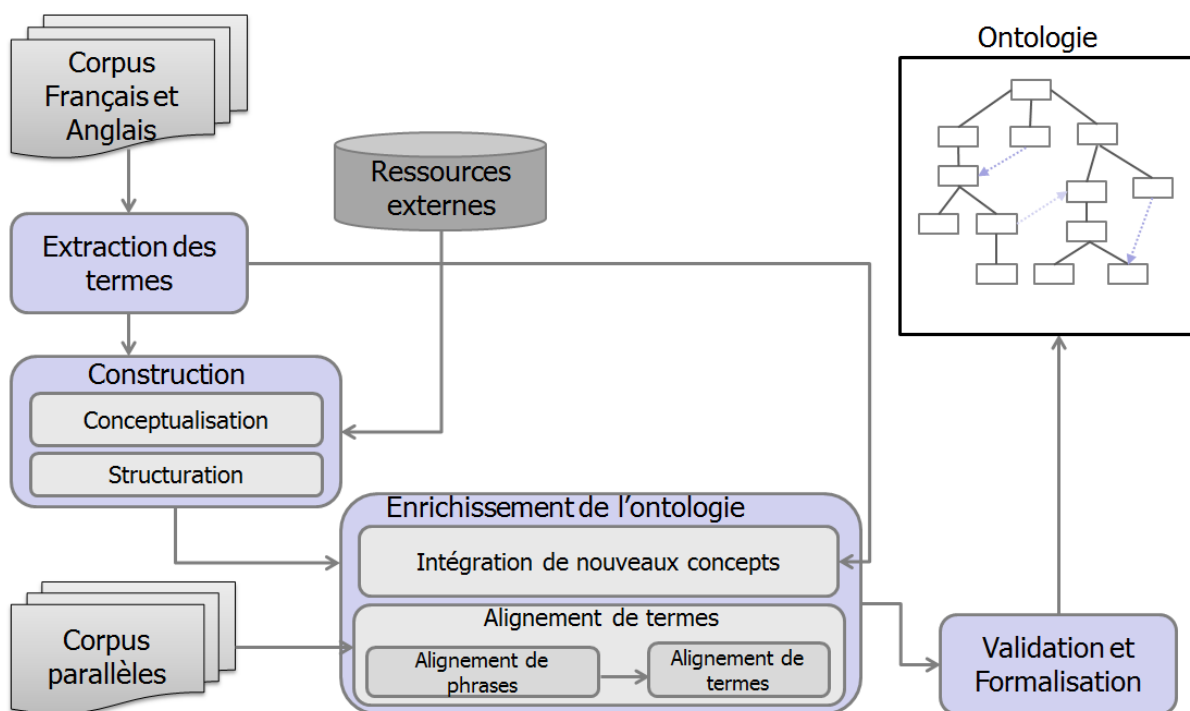 Corpus
Français et
Anglais
Ontologie
Ressources
externes
Extraction des
termes
Construction
Conceptualisation
Structuration
Enrichissement de l'ontologie
Intégration de nouveaux concepts
Alignement de termes
Alignement de
phrases
Alignement de
termes
Corpus
parallèles
Validation et
Formalisation